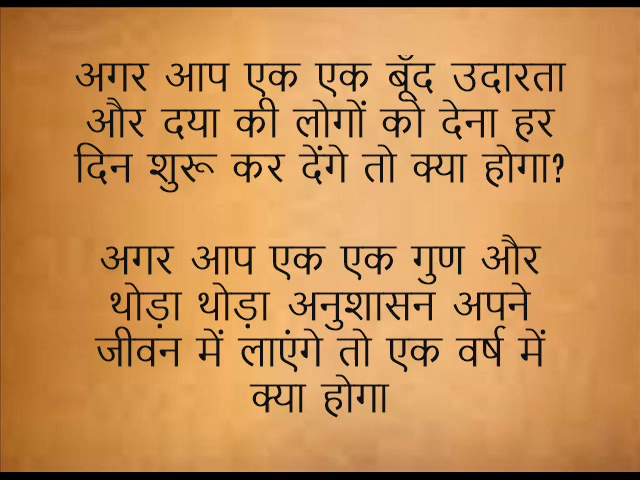 अगर आप एक एक बूँद उदारता
और दया की लोगों को देना हर
दिन शुरू कर देंगे तो क्या होगा?
अगर आप एक एक गुण और
थोड़ा थोड़ा अनुशासन अपने
जीवन में लाएंगे तो एक वर्ष में
क्या होगा